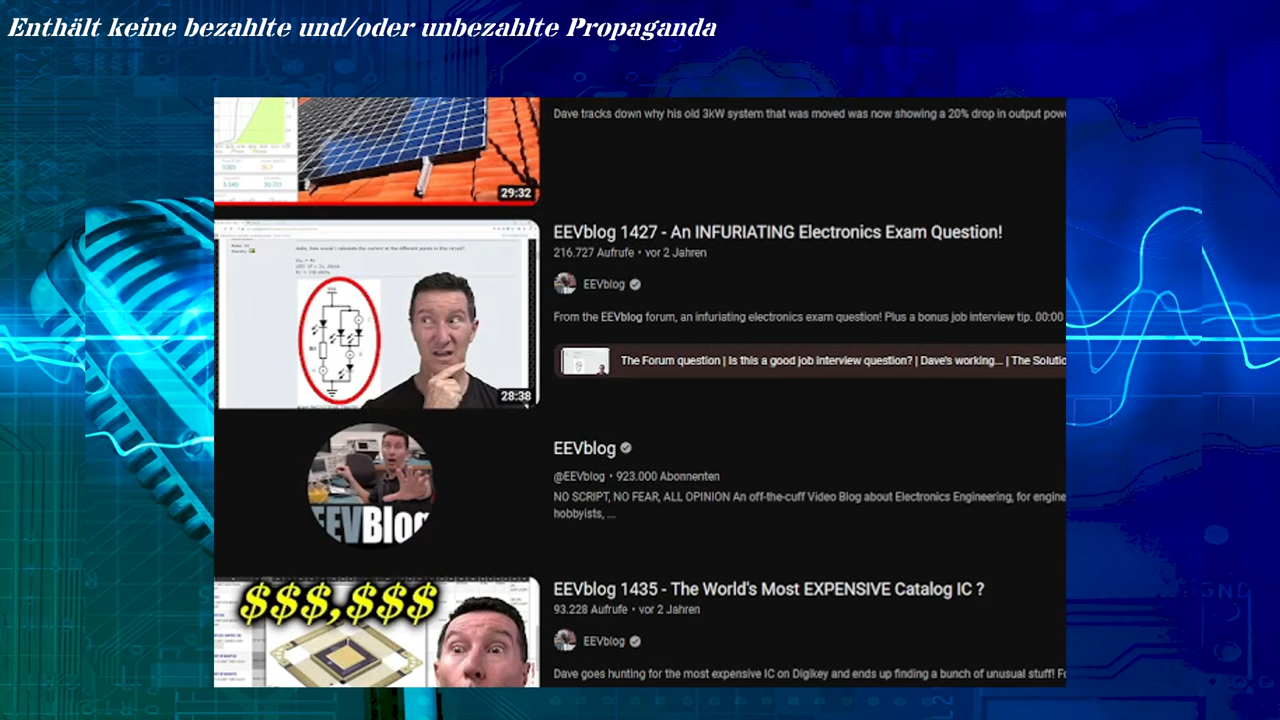 Enthält keine bezahlte und/oder unbezahlte Propaganda
Dave tracks down why his old 3kW system that was moved was now showing a 20% drop in output
29:32
EEVblog 1427 - An INFURIATING Electronics Exam Question!
216.727 Aufrufe • vor 2 Jahren
EEVblog
From the EEVblog forum, an infuriating electronics exam question! Plus a bonus job interview tip. 00:00
The Forum question | Is this a good job interview question? | Dave's working... | The
28:38
EEVblog
@EEVblog • 923.000 Abonnenten
NO SCRIPT, NO FEAR, ALL OPINION An off-the-cuff Video Blog about Electronics Engineering, for
hobbyists, ...
EEVBlog
$$$,$$$
EEVblog 1435 - The World's Most EXPENSIVE Catalog IC ?
93.228 Aufrufe • vor 2 Jahren
EEVblog
Dave goes hunting for the most expensive IC on Digikey and ends up finding a bunch of unusual stuff!
GND